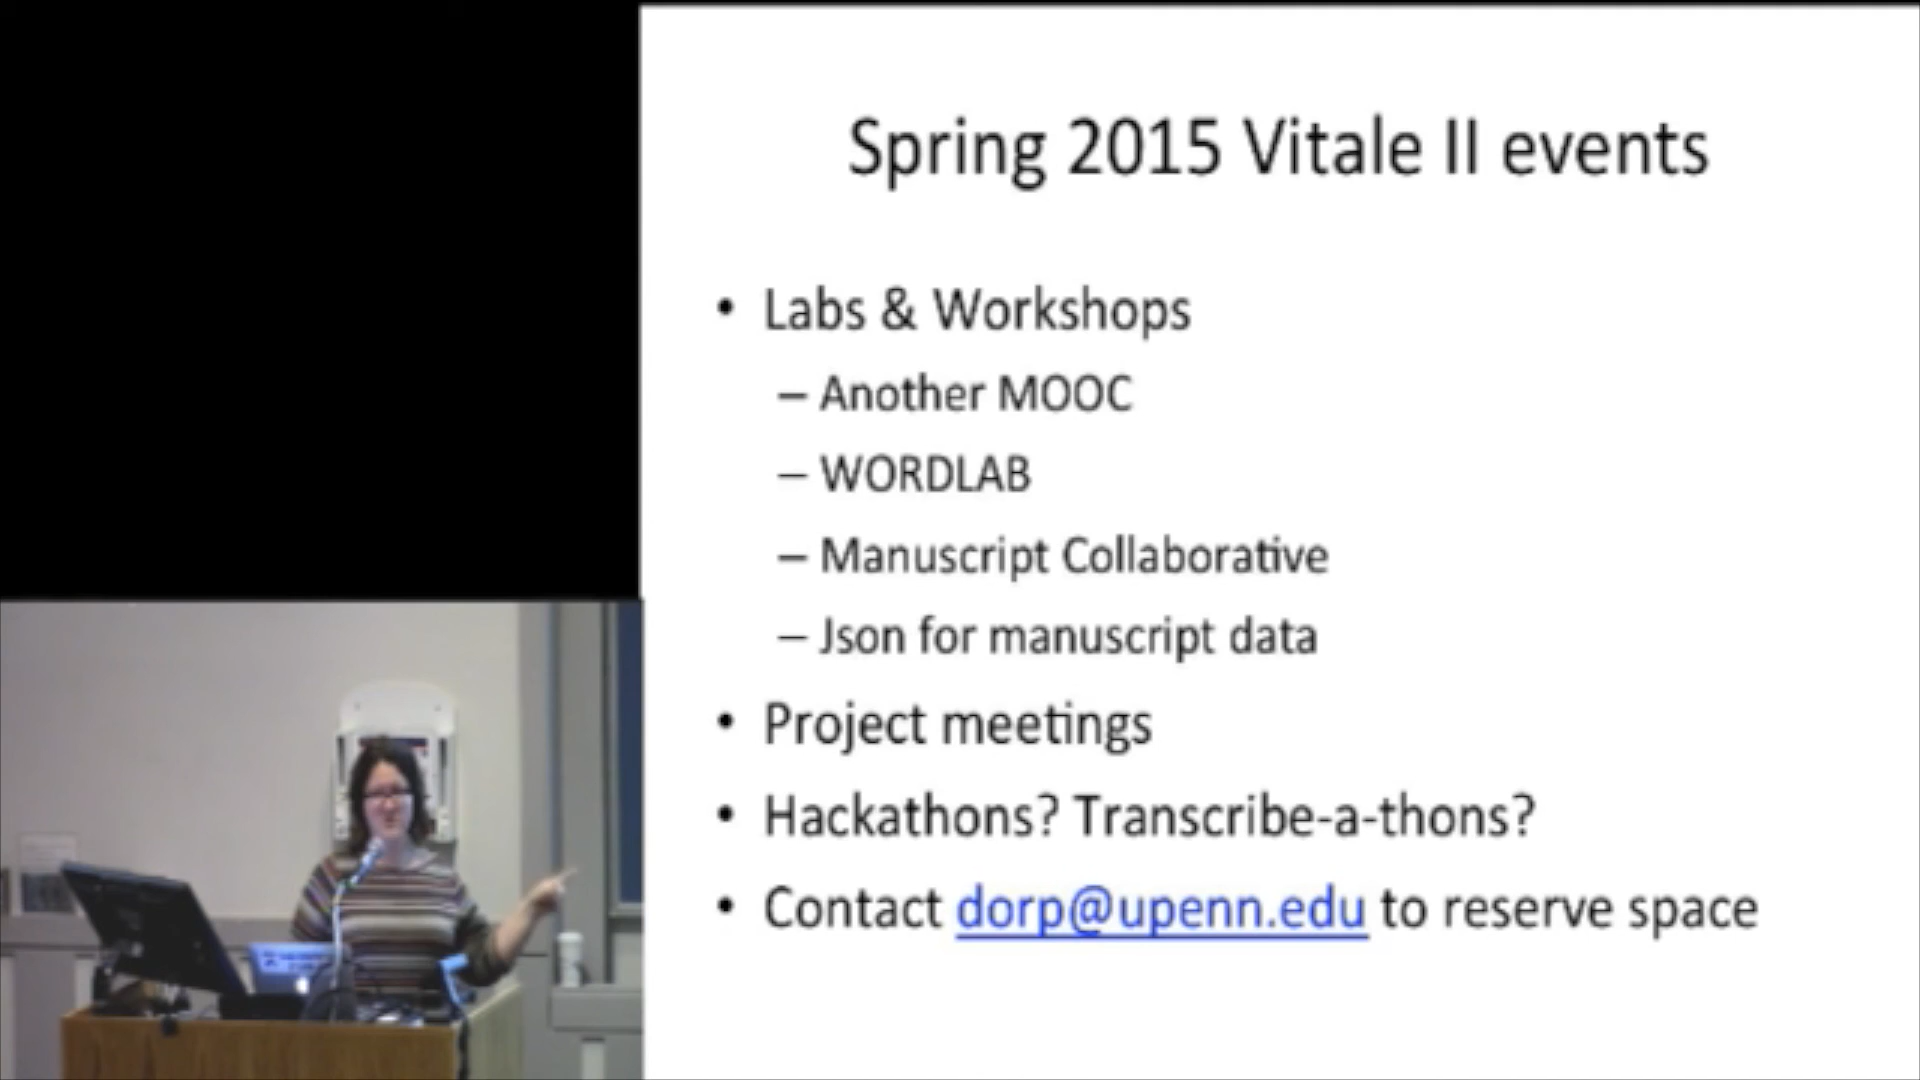 Spring 2015 Vitale II events
• Labs & Workshops
– Another MOOC
– WORDLAB
– Manuscript Collaborative
– Json for manuscript data
• Project meetings
• Hackathons? Transcribe-a-thons?
• Contact dorp@upenn.edu to reserve space